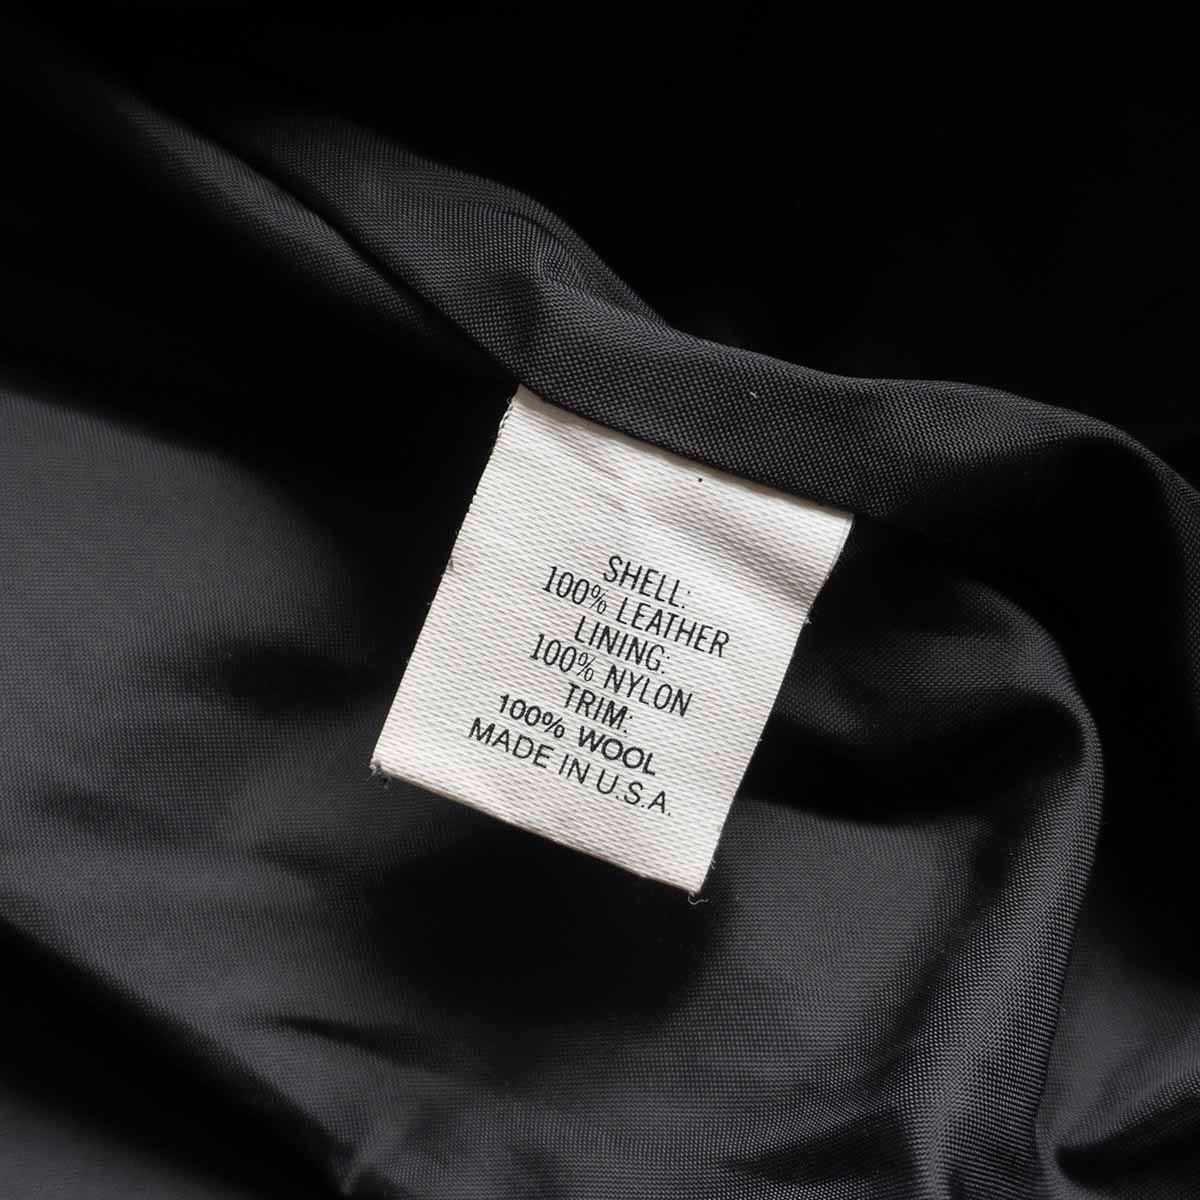 SHELL:
100% LEATHER
LINING:
100% NYLON
TRIM:
100% WOOL
MADE IN U.S.A.